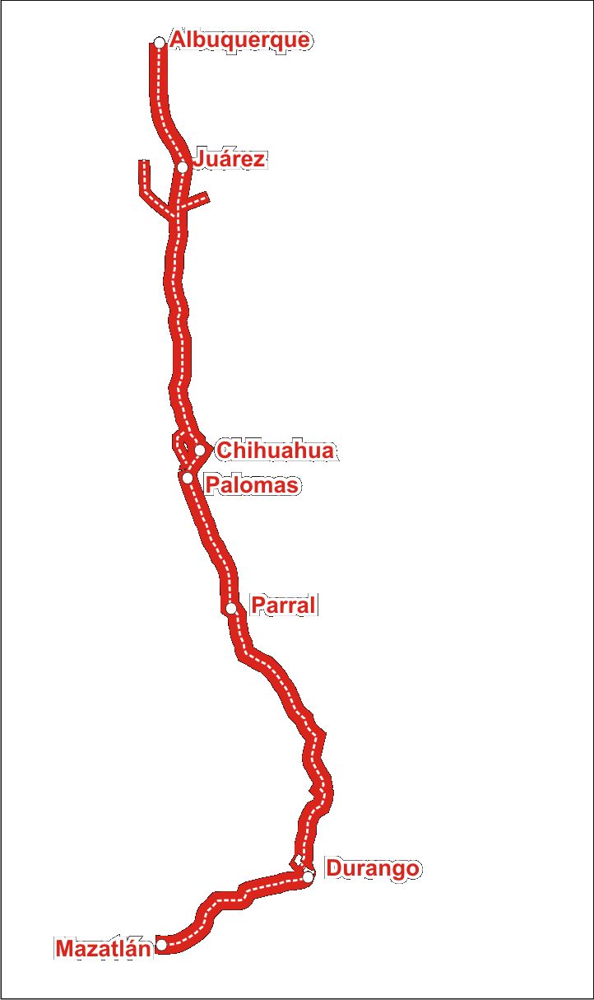 Albuquerque
Juárez
Chihuahua
Palomas
Parral
Durango
Mazatlán